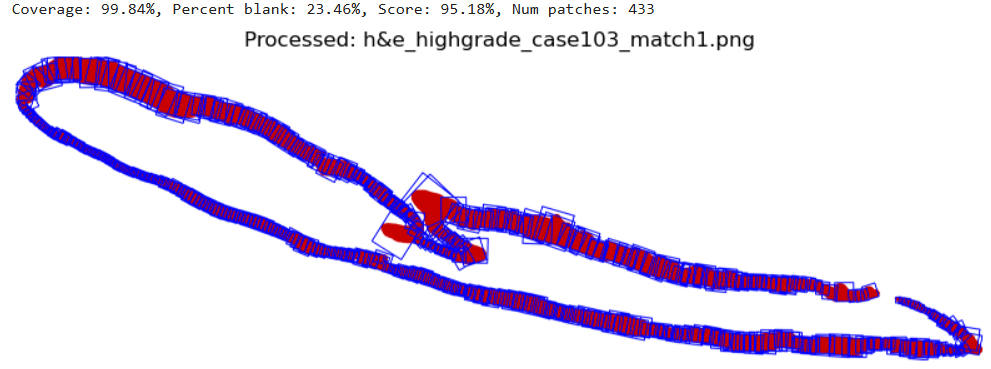 Coverage: 99.84%, Percent blank: 23.46%, Score: 95.18%, Num patches: 433
Processed: h&e_highgrade_case103_match1.png